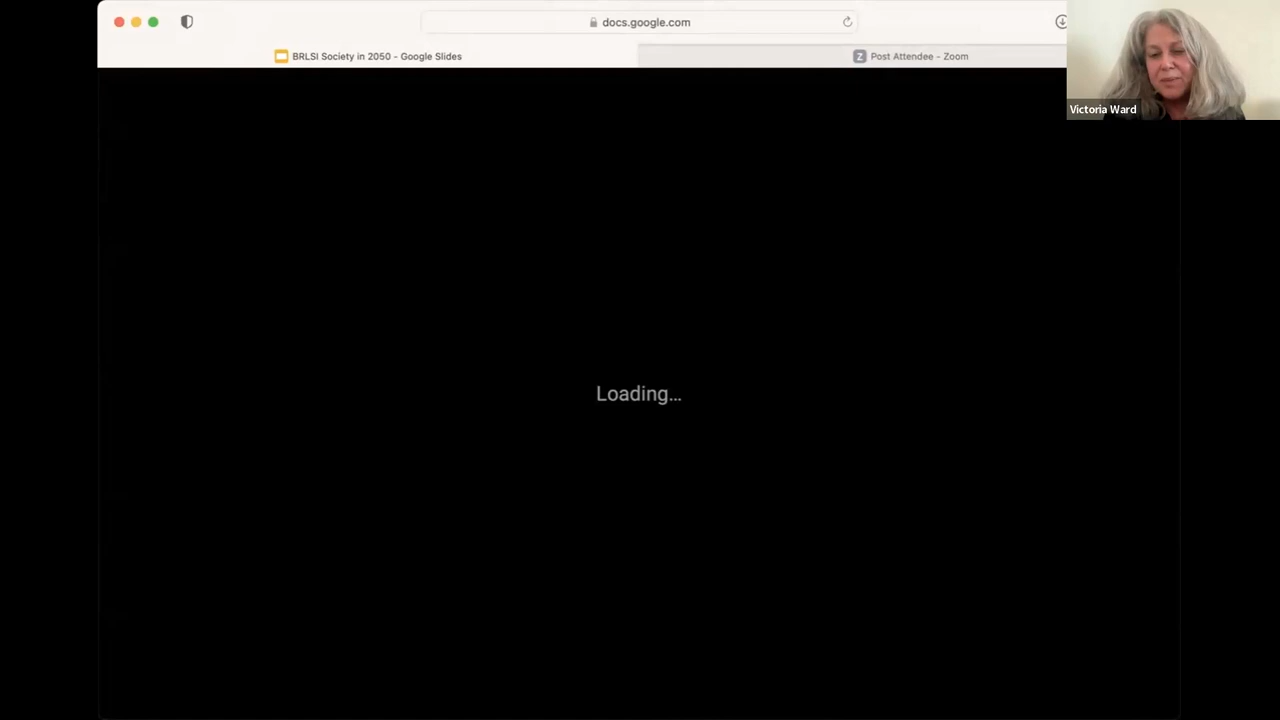 docs.google.com
BRLSI Society in 2050 - Google Slides
Z Post Attendee - Zoom
Victoria Ward
Loading...